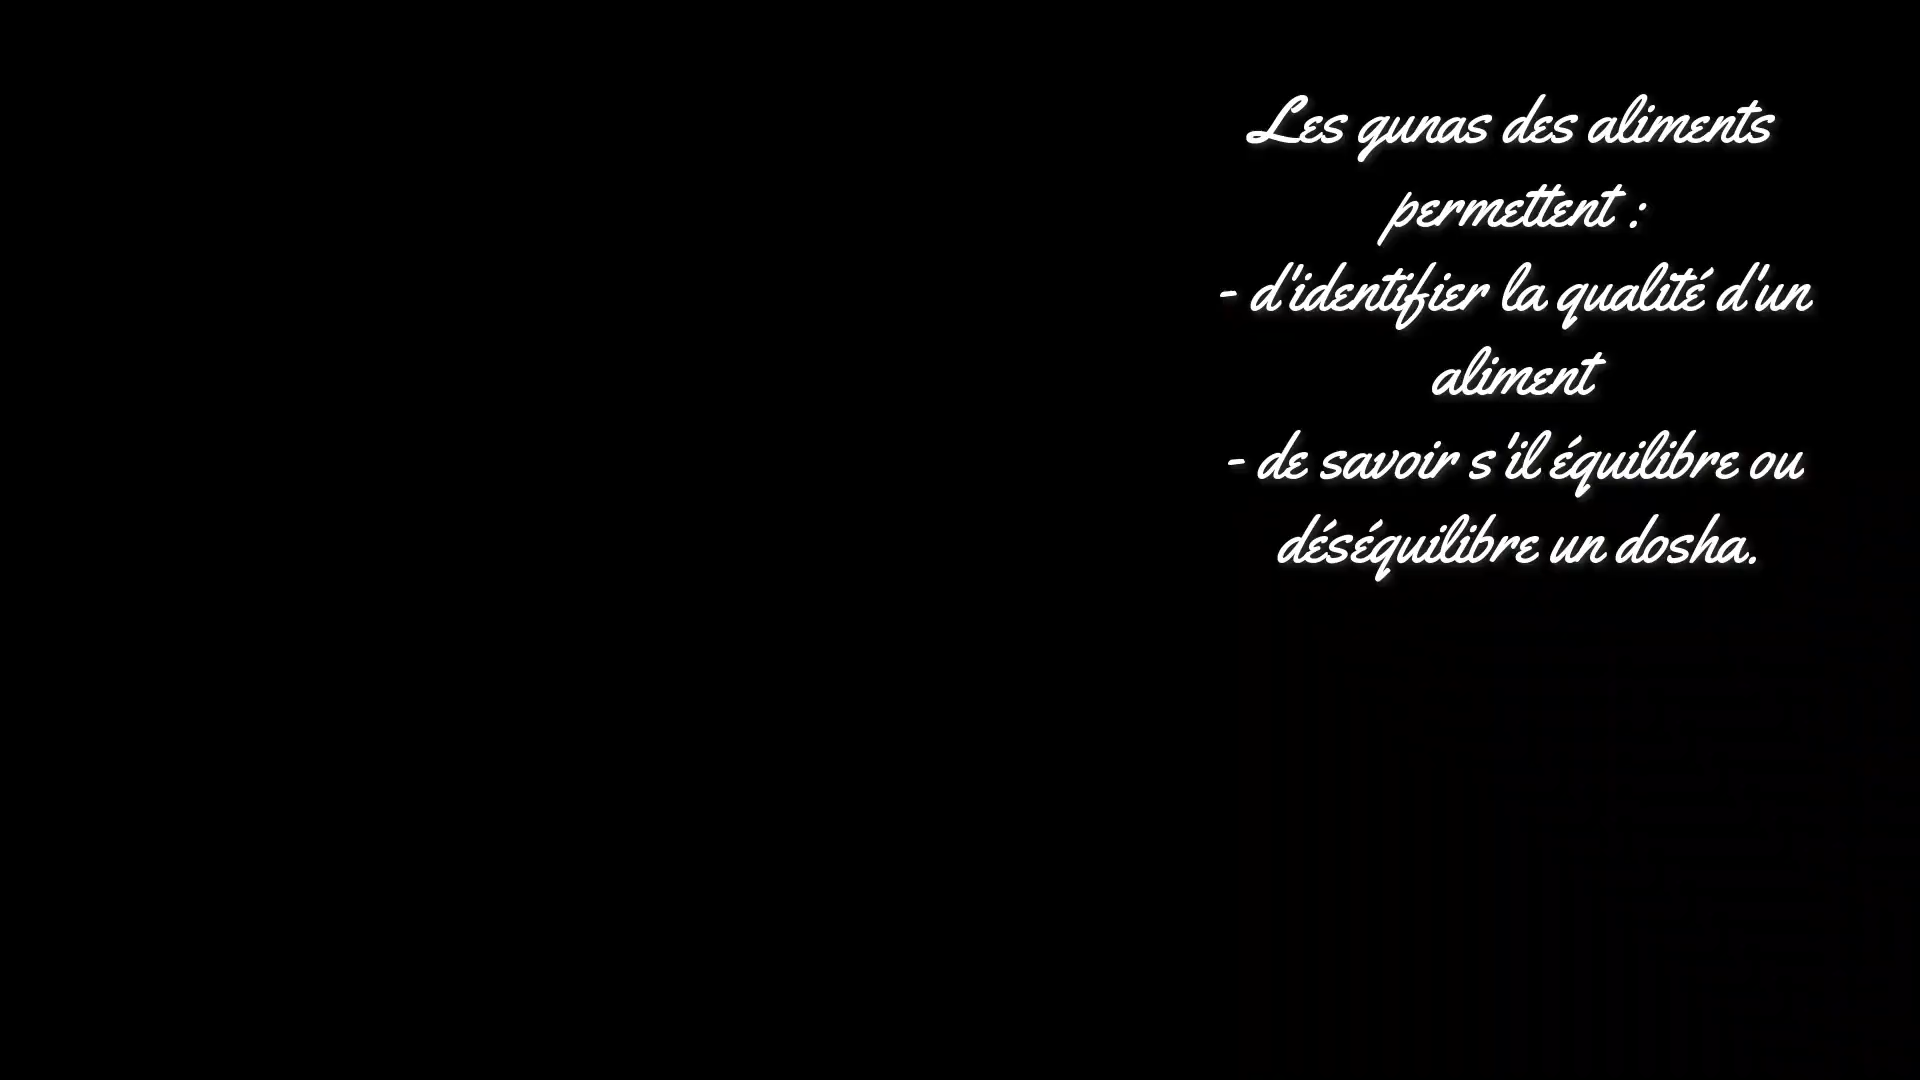 Les gunas des aliments
permettent :
- d'identifier la qualité d'un
aliment
- de savoir s'il équilibre ou
déséquilibre un dosha.